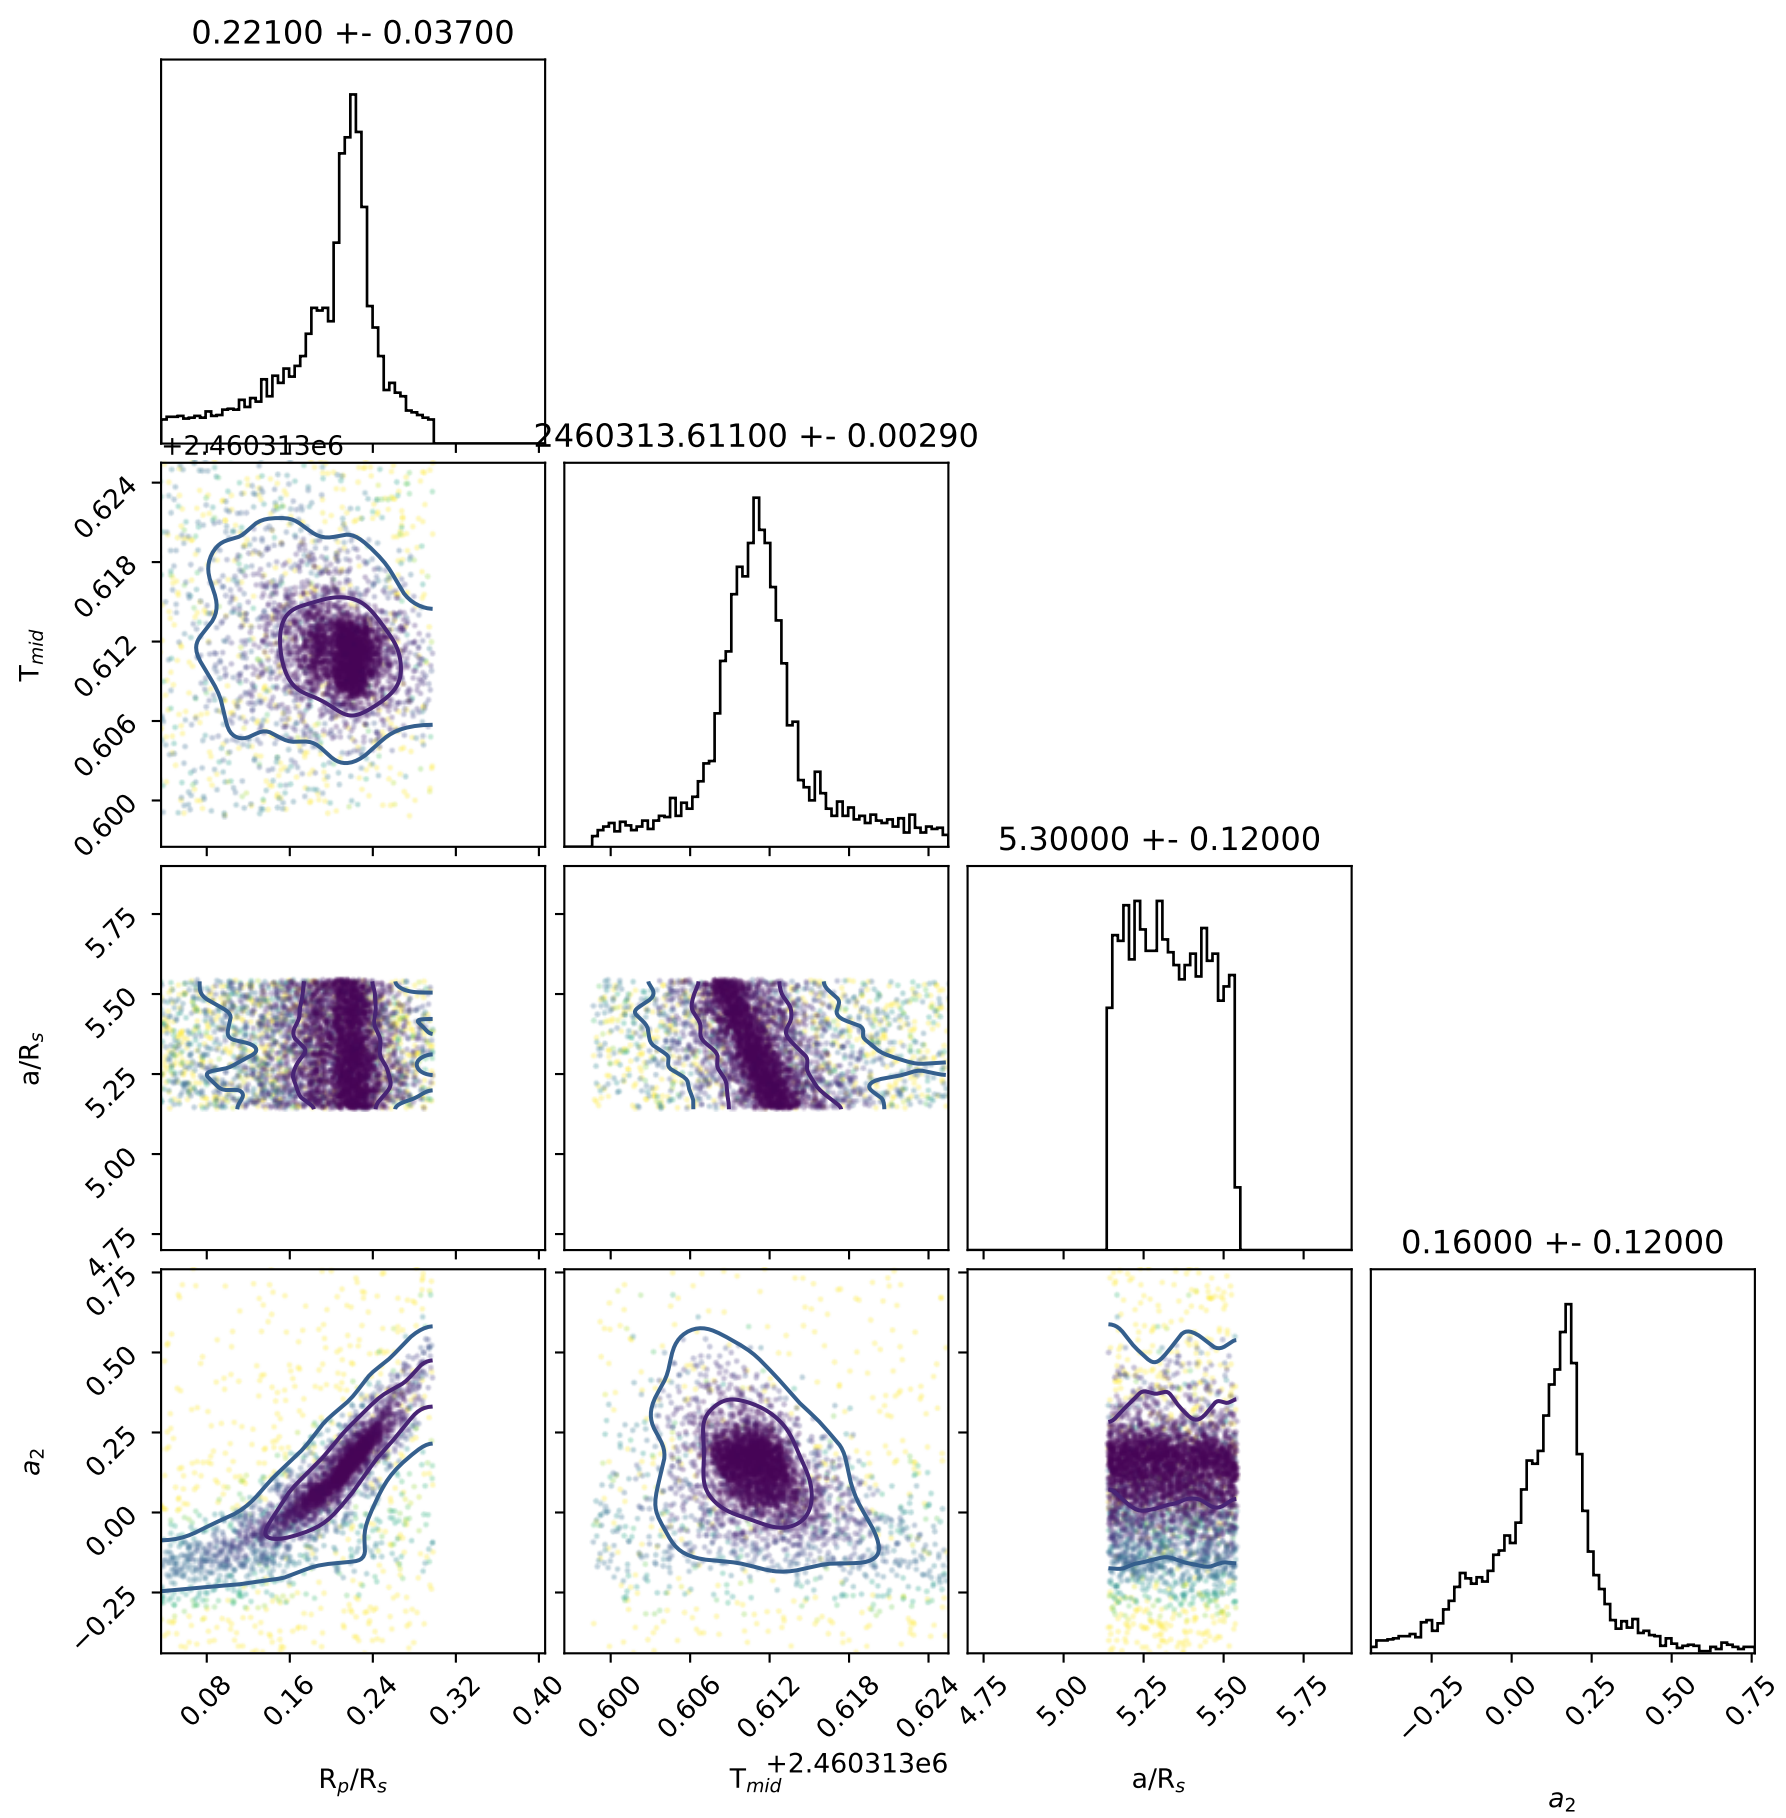 0.22100 +- 0.03700
+2.460313e6
2460313.61100 +- 0.00290
0.624
0.618
0.612
0.606
0.600
T_mid
5.30000 +- 0.12000
5.75
5.50
5.25
5.00
4.75
a/R_s
0.16000 +- 0.12000
0.75
0.50
0.25
0.00
−0.25
a_2
0.08 0.16 0.24 0.32 0.40
0.600 0.606 0.612 0.618 0.624
4.75 5.00 5.25 5.50 5.75
−0.25 0.00 0.25 0.50 0.75
+2.460313e6
R_p/R_s
T_mid
a/R_s
a_2